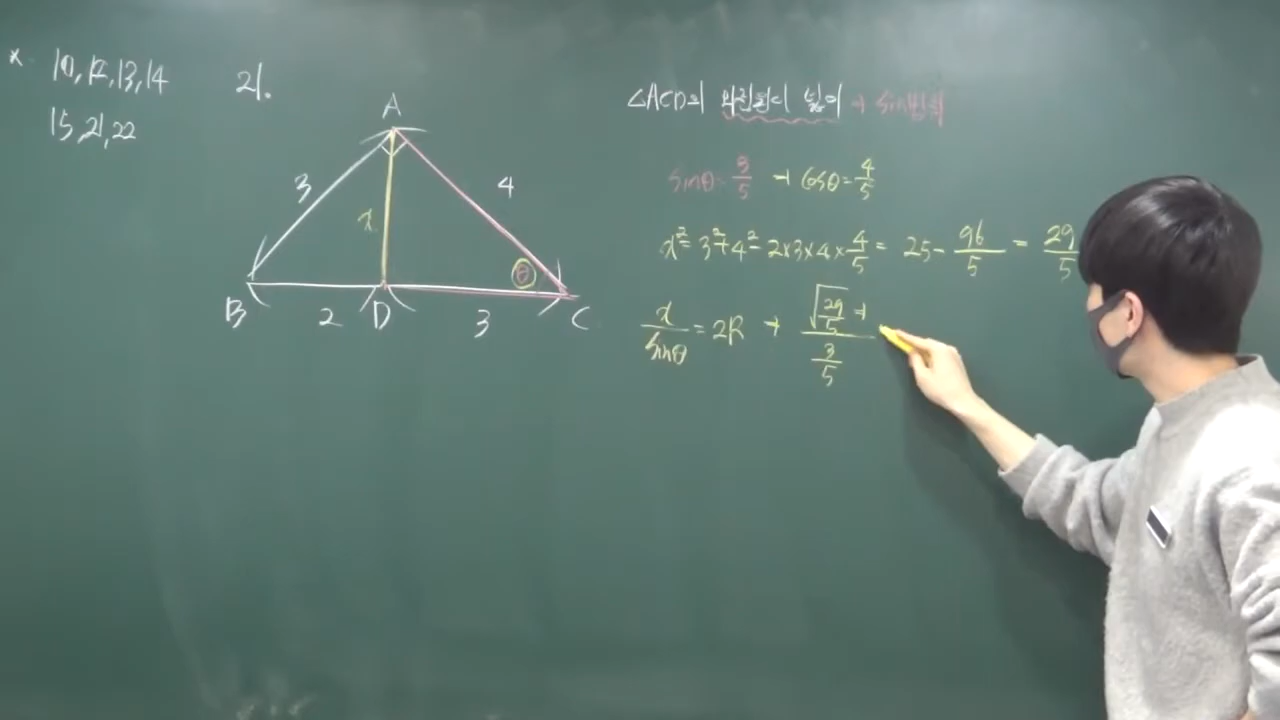 * 10, 12, 13, 14
15, 21, 22
21.
A
3
4
x
θ
B
2
D
3
C
△ACD의 외접원의 넓이 → sin법칙
sinθ = 3/5 → cosθ = 4/5
x² = 3² + 4² - 2×3×4×4/5 = 25 - 96/5 = 29/5
x/sinθ = 2R → √(29/5) / (3/5)